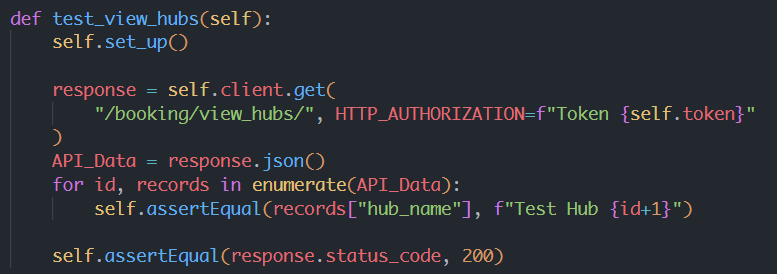 def test_view_hubs(self):
    self.set_up()

    response = self.client.get(
        "/booking/view_hubs/", HTTP_AUTHORIZATION=f"Token {self.token}"
    )
    API_Data = response.json()
    for id, records in enumerate(API_Data):
        self.assertEqual(records["hub_name"], f"Test Hub {id+1}")

    self.assertEqual(response.status_code, 200)